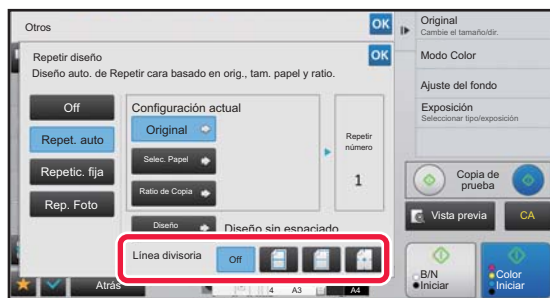 Otros
OK
Repetir diseño
OK
Diseño auto. de Repetir cara basado en orig., tam. papel y ratio.
Off
Repet. auto
Repetic. fija
Rep. Foto
Configuración actual
Original
Selec. Papel
Ratio de Copia
Repetir
número
1
Diseño
Diseño sin espaciado
Línea divisoria
Off
Atrás
4
A3
A4
Original
Cambie el tamaño/dir.
Modo Color
Ajuste del fondo
Exposición
Seleccionar tipo/exposición
Copia de
prueba
Vista previa
CA
B/N
Iniciar
Color
Iniciar